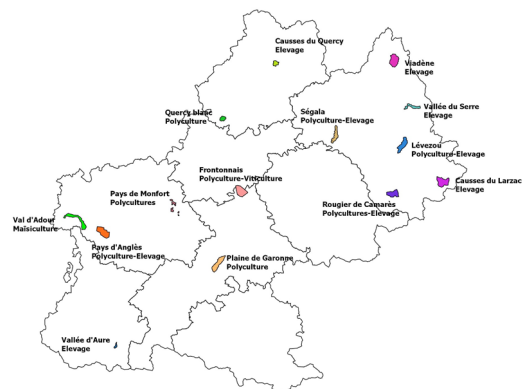 Causses du Quercy
Elevage
Viadène
Elevage
Quercy blanc
Polyculture
Ségala
Polyculture-Elevage
Vallée du Serre
Elevage
Lévezou
Polyculture-Elevage
Frontonnais
Polyculture-Viticulture
Causses du Larzac
Elevage
Pays de Monfort
Polycultures
Rougier de Camarès
Polycultures-Elevage
Val d'Adour
Maïsiculture
Pays d'Anglès
Polyculture-Elevage
Plaine de Garonne
Polyculture
Vallée d'Aure
Elevage